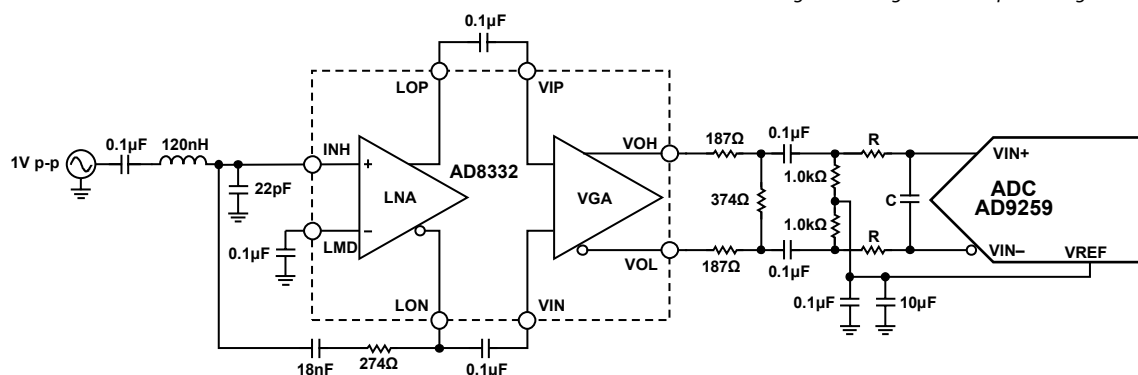 0.1µF
LOP
VIP
0.1µF
120nH
1V p-p
INH
22pF
+
LNA
–
AD8332
LMD
0.1µF
LON
VIN
18nF
274Ω
0.1µF
VGA
VOH
VOL
187Ω
187Ω
374Ω
0.1µF
0.1µF
1.0kΩ
1.0kΩ
R
R
C
VIN+
ADC
AD9259
VIN–
VREF
0.1µF
10µF